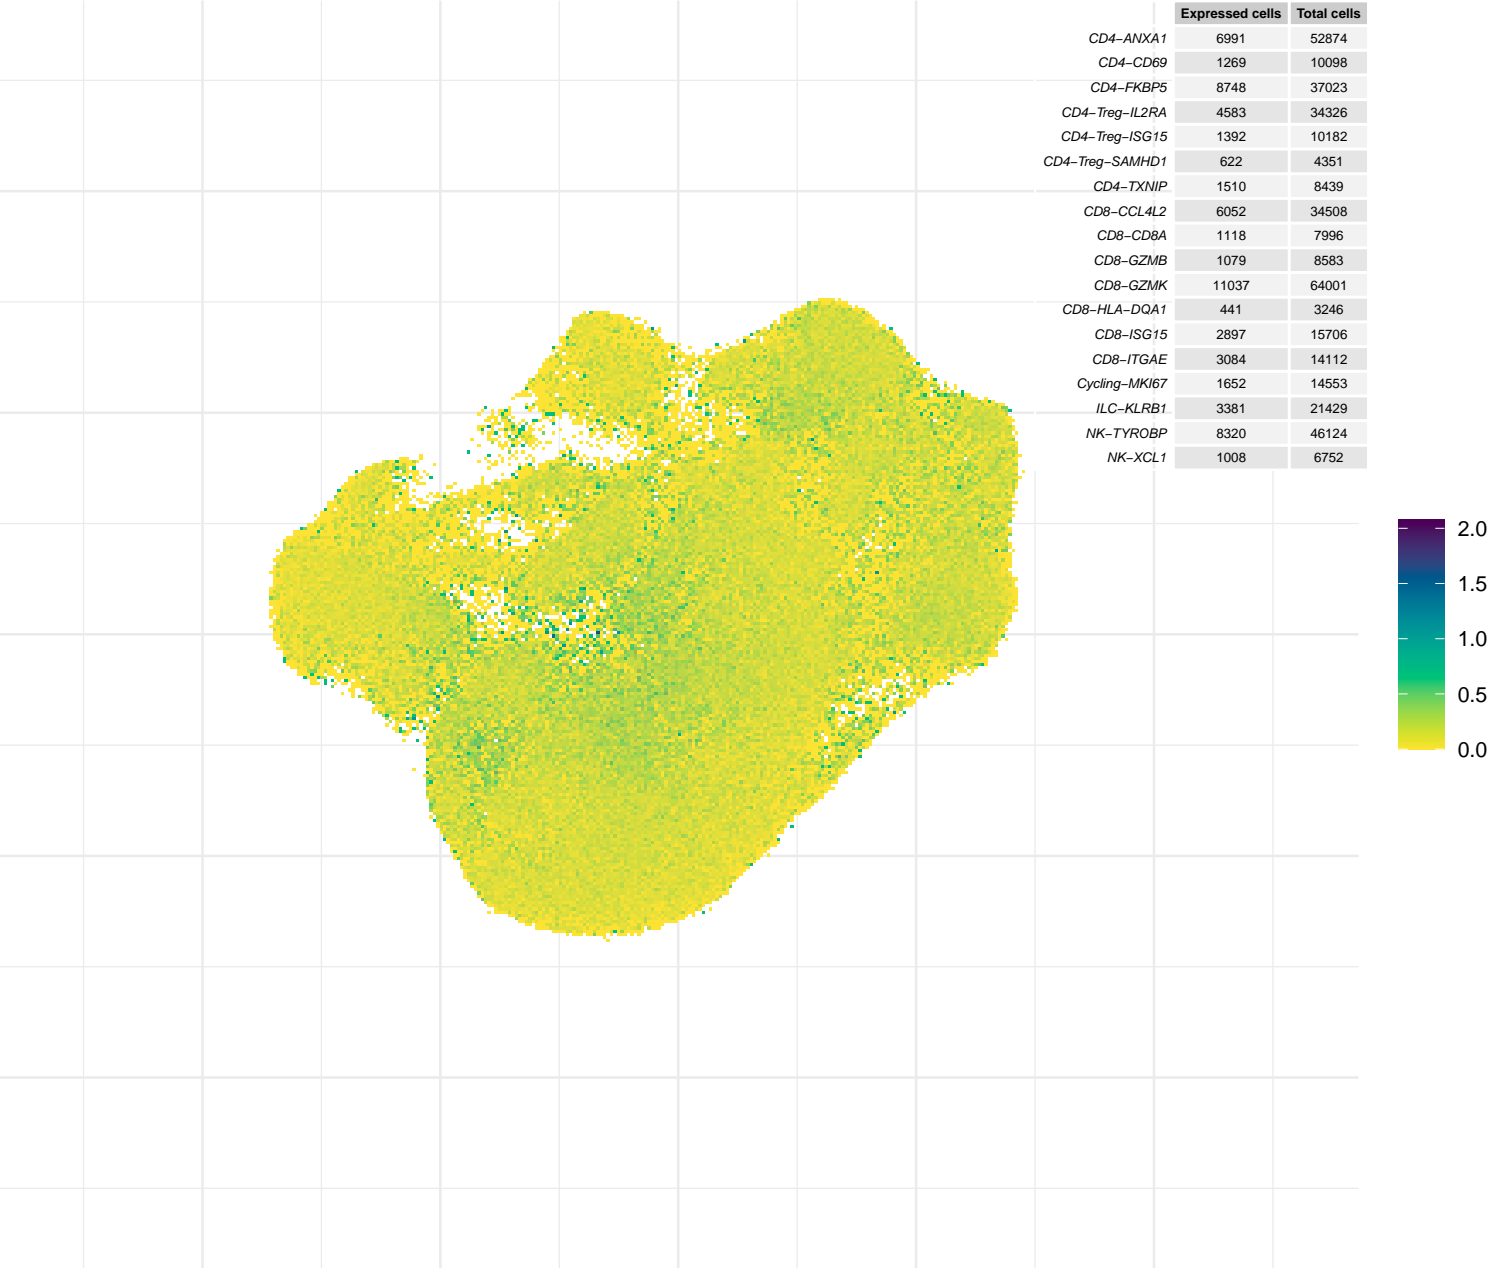 Expressed cells Total cells
CD4−ANXA1 6991 52874
CD4−CD69 1269 10098
CD4−FKBP5 8748 37023
CD4−Treg−IL2RA 4583 34326
CD4−Treg−ISG15 1392 10182
CD4−Treg−SAMHD1 622 4351
CD4−TXNIP 1510 8439
CD8−CCL4L2 6052 34508
CD8−CD8A 1118 7996
CD8−GZMB 1079 8583
CD8−GZMK 11037 64001
CD8−HLA−DQA1 441 3246
CD8−ISG15 2897 15706
CD8−ITGAE 3084 14112
Cycling−MKI67 1652 14553
ILC−KLRB1 3381 21429
NK−TYROBP 8320 46124
NK−XCL1 1008 6752
2.0
1.5
1.0
0.5
0.0